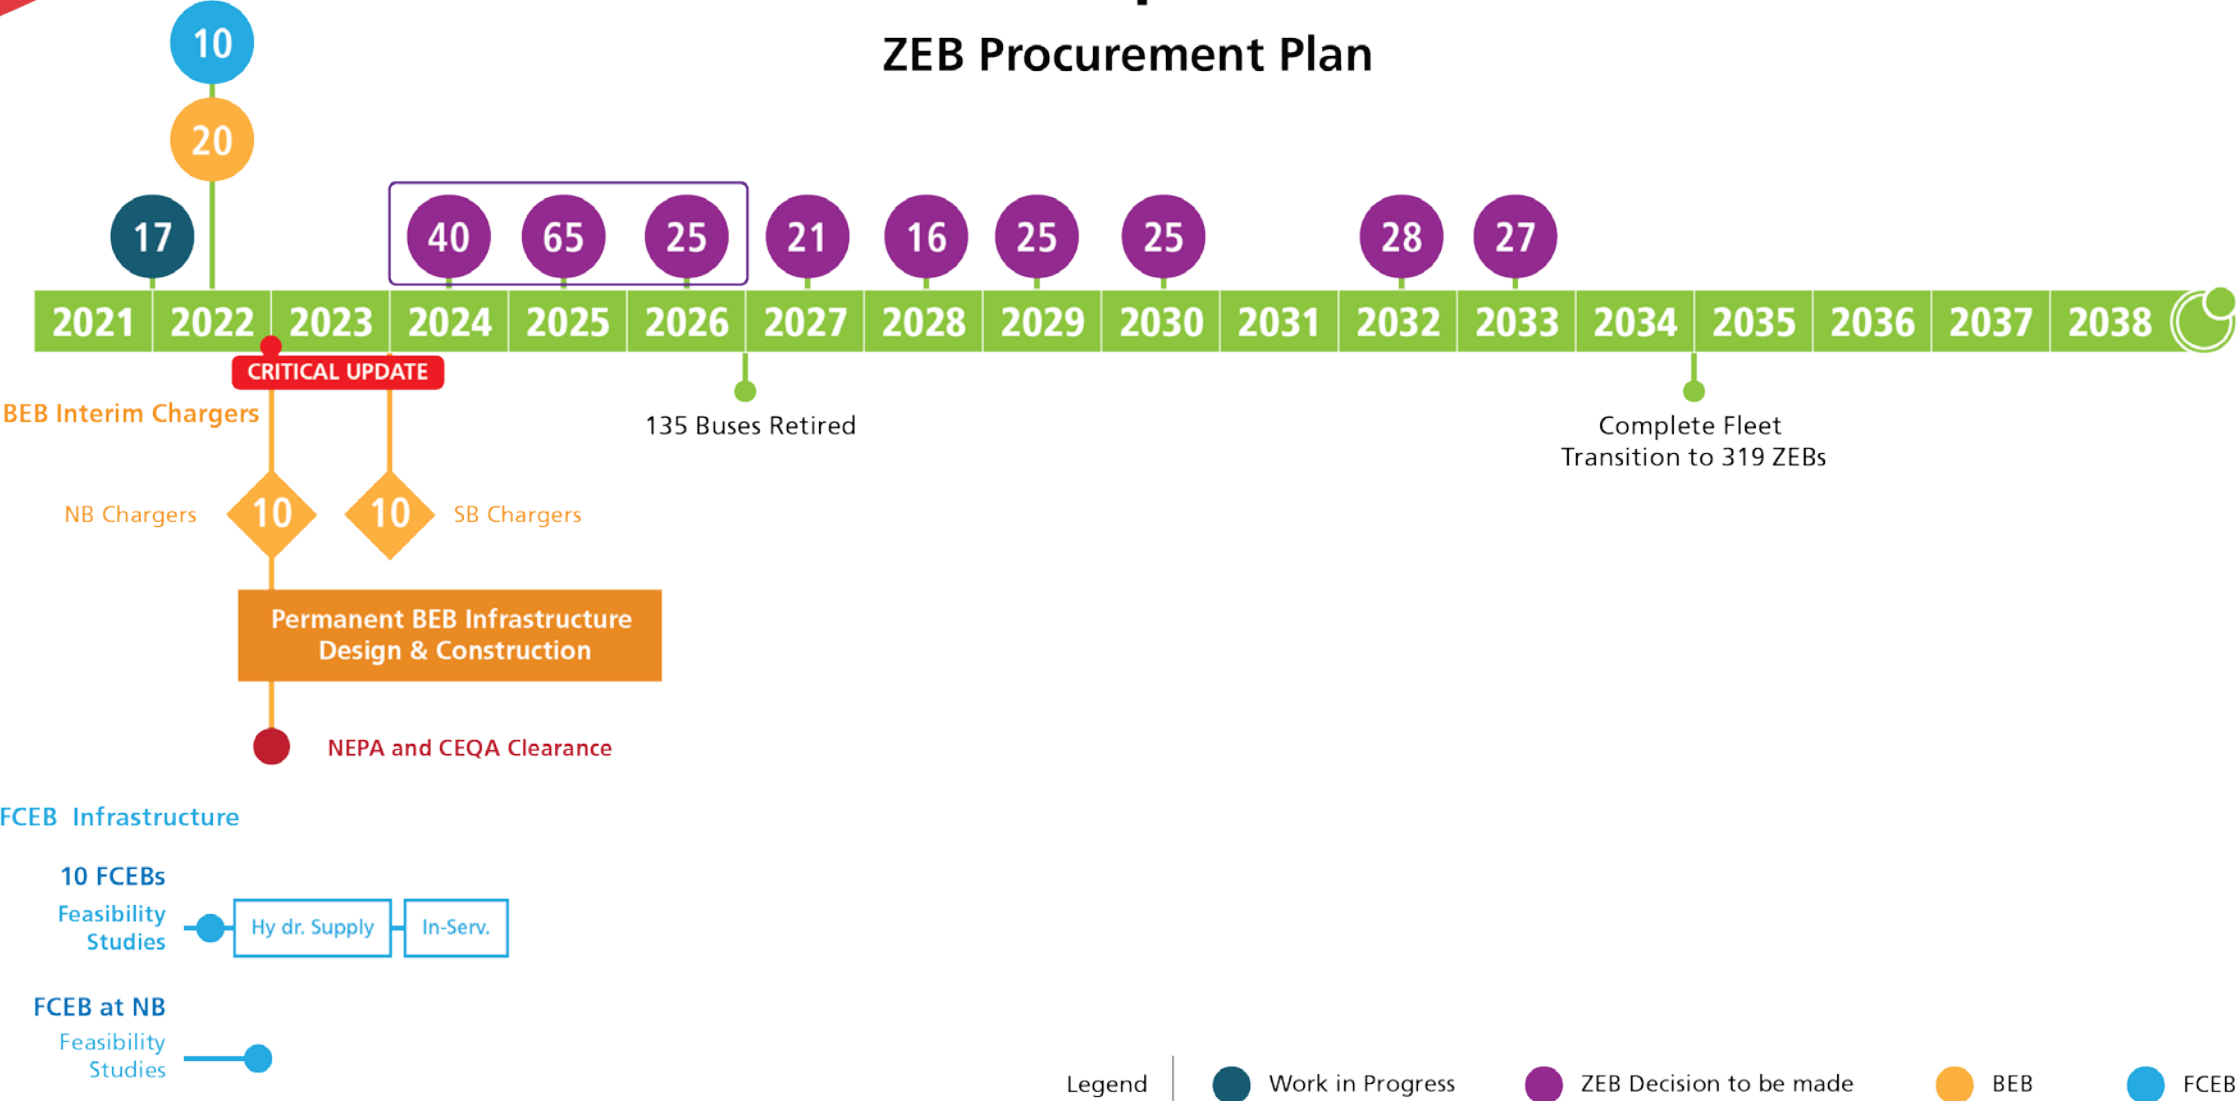 ZEB Procurement Plan
10
20
17
40
65
25
21
16
25
25
28
27
2021 2022 2023 2024 2025 2026 2027 2028 2029 2030 2031 2032 2033 2034 2035 2036 2037 2038
CRITICAL UPDATE
BEB Interim Chargers
135 Buses Retired
Complete Fleet
Transition to 319 ZEBs
NB Chargers
10
10
SB Chargers
Permanent BEB Infrastructure
Design & Construction
NEPA and CEQA Clearance
FCEB Infrastructure
10 FCEBs
Feasibility
Studies
Hy dr. Supply
In-Serv.
FCEB at NB
Feasibility
Studies
Legend
Work in Progress
ZEB Decision to be made
BEB
FCEB